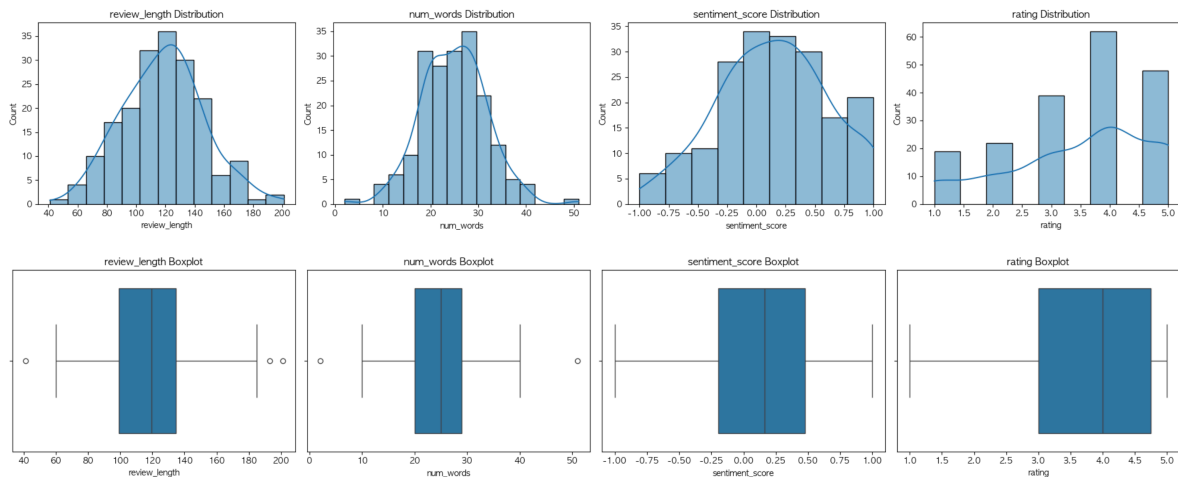 review_length Distribution
35
30
25
20
15
10
5
0
Count
40 60 80 100 120 140 160 180 200
review_length
num_words Distribution
35
30
25
20
15
10
5
0
Count
0 10 20 30 40 50
num_words
sentiment_score Distribution
35
30
25
20
15
10
5
0
Count
-1.00 -0.75 -0.50 -0.25 0.00 0.25 0.50 0.75 1.00
sentiment_score
rating Distribution
60
50
40
30
20
10
0
Count
1.0 1.5 2.0 2.5 3.0 3.5 4.0 4.5 5.0
rating
review_length Boxplot
40 60 80 100 120 140 160 180 200
review_length
num_words Boxplot
0 10 20 30 40 50
num_words
sentiment_score Boxplot
-1.00 -0.75 -0.50 -0.25 0.00 0.25 0.50 0.75 1.00
sentiment_score
rating Boxplot
1.0 1.5 2.0 2.5 3.0 3.5 4.0 4.5 5.0
rating